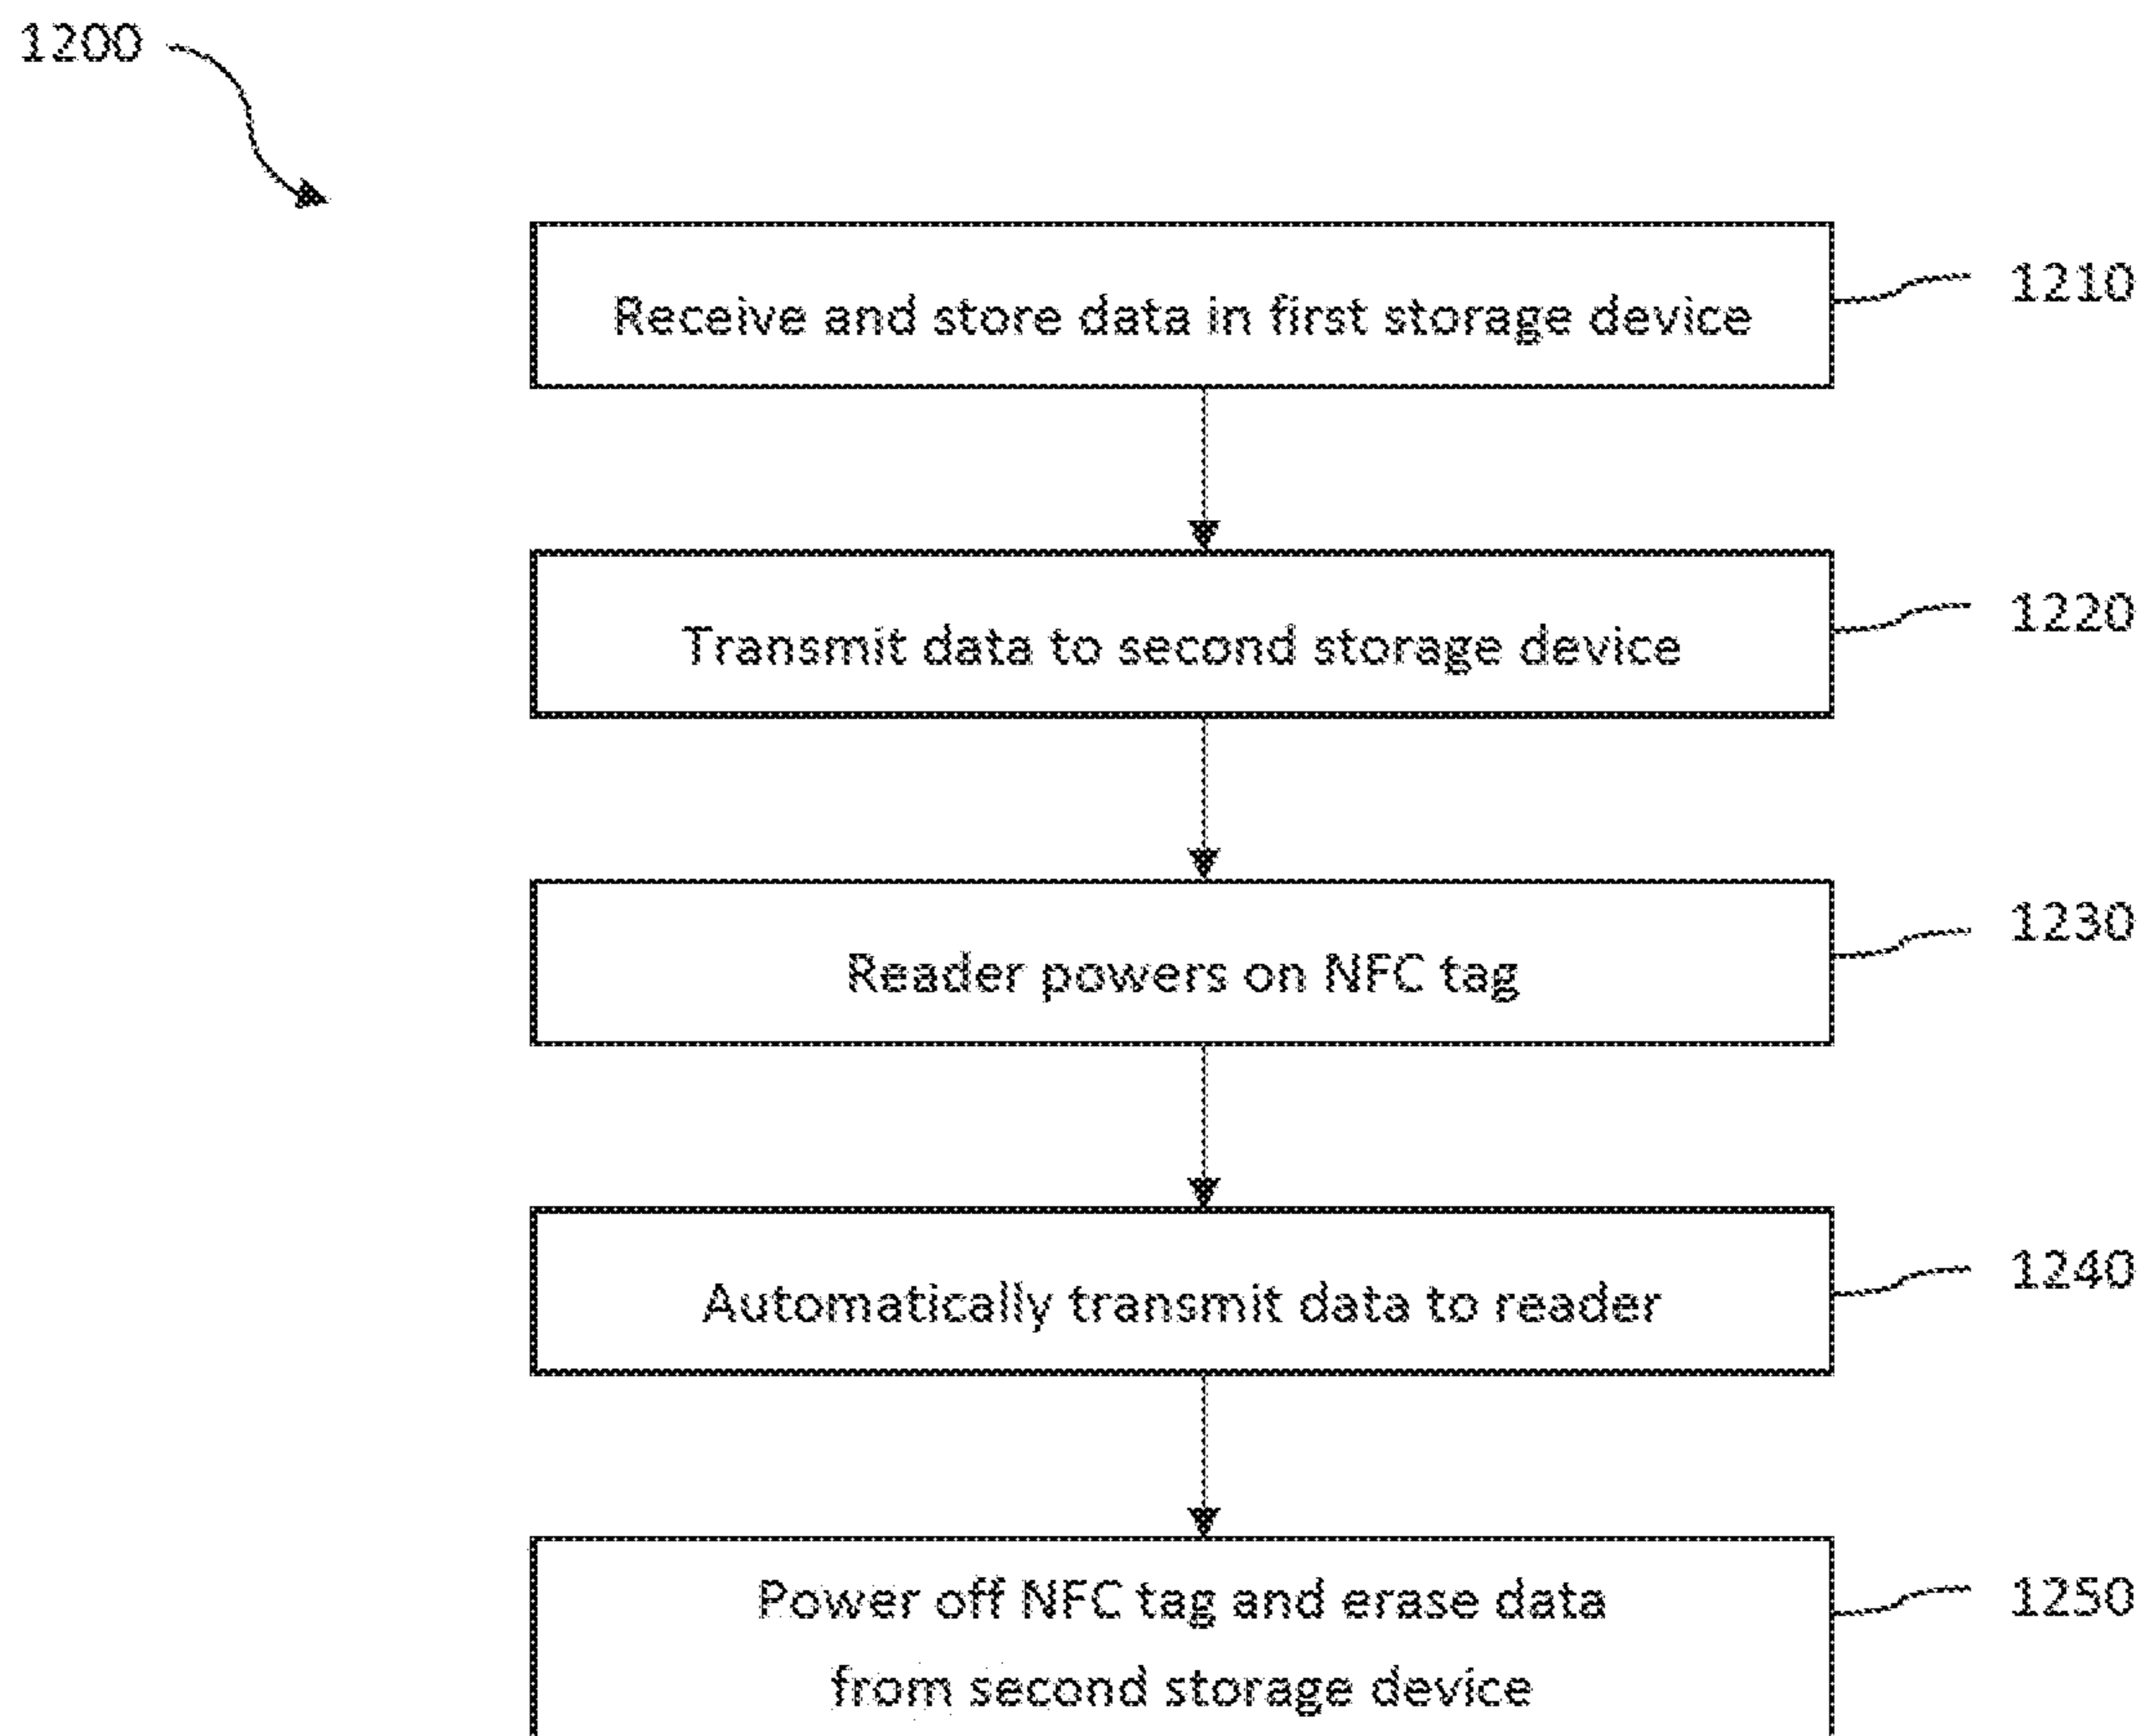 1200
Receive and store data in first storage device
1210
Transmit data to second storage device
1220
Reader powers on NFC tag
1230
Automatically transmit data to reader
1240
Power off NFC tag and erase data
from second storage device
1250